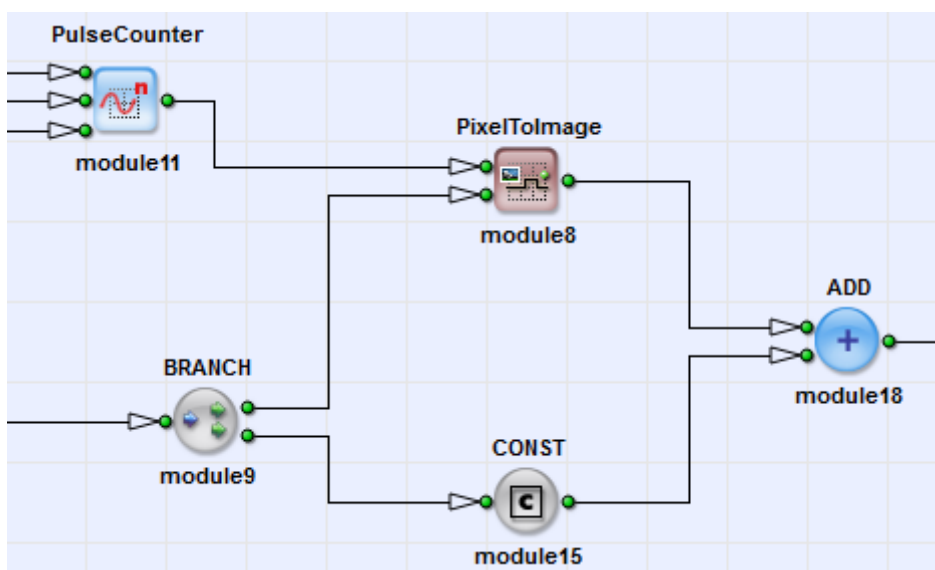 PulseCounter
n
module11
PixelToImage
module8
ADD
+
module18
BRANCH
module9
CONST
C
module15